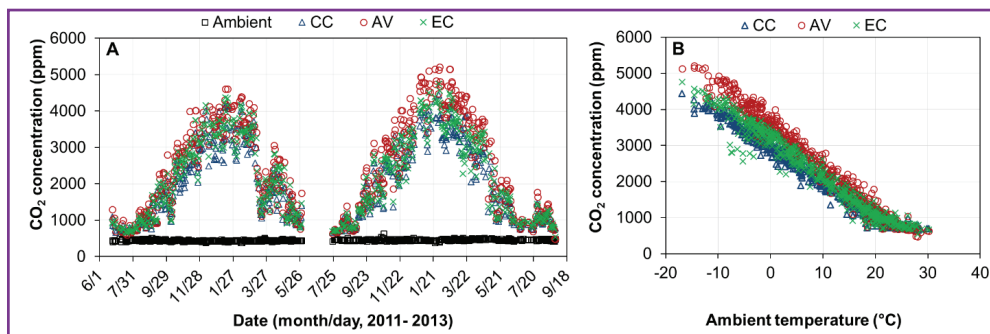 Ambient CC AV EC
A
CO2 concentration (ppm)
6000
5000
4000
3000
2000
1000
0
6/1 7/31 9/29 11/28 1/27 3/27 5/26 7/25 9/23 11/22 1/21 3/22 5/21 7/20 9/18
Date (month/day, 2011- 2013)
CC AV EC
B
CO2 concentration (ppm)
6000
5000
4000
3000
2000
1000
0
-20 -10 0 10 20 30 40
Ambient temperature (°C)